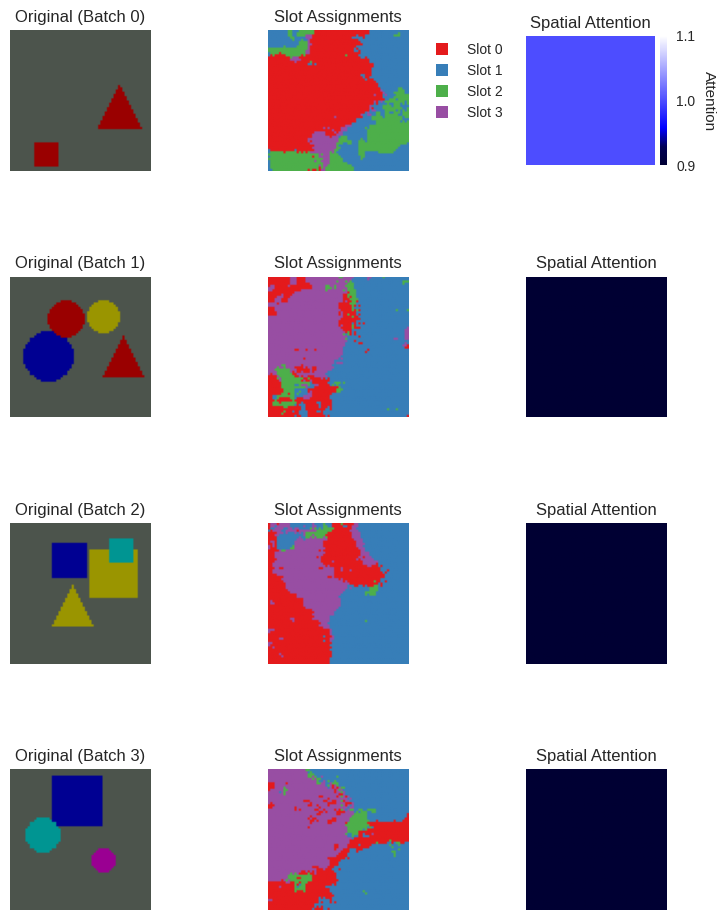 Original (Batch 0)
Slot Assignments
Spatial Attention
Slot 0
Slot 1
Slot 2
Slot 3
1.1
1.0
0.9
Attention
Original (Batch 1)
Slot Assignments
Spatial Attention
Original (Batch 2)
Slot Assignments
Spatial Attention
Original (Batch 3)
Slot Assignments
Spatial Attention